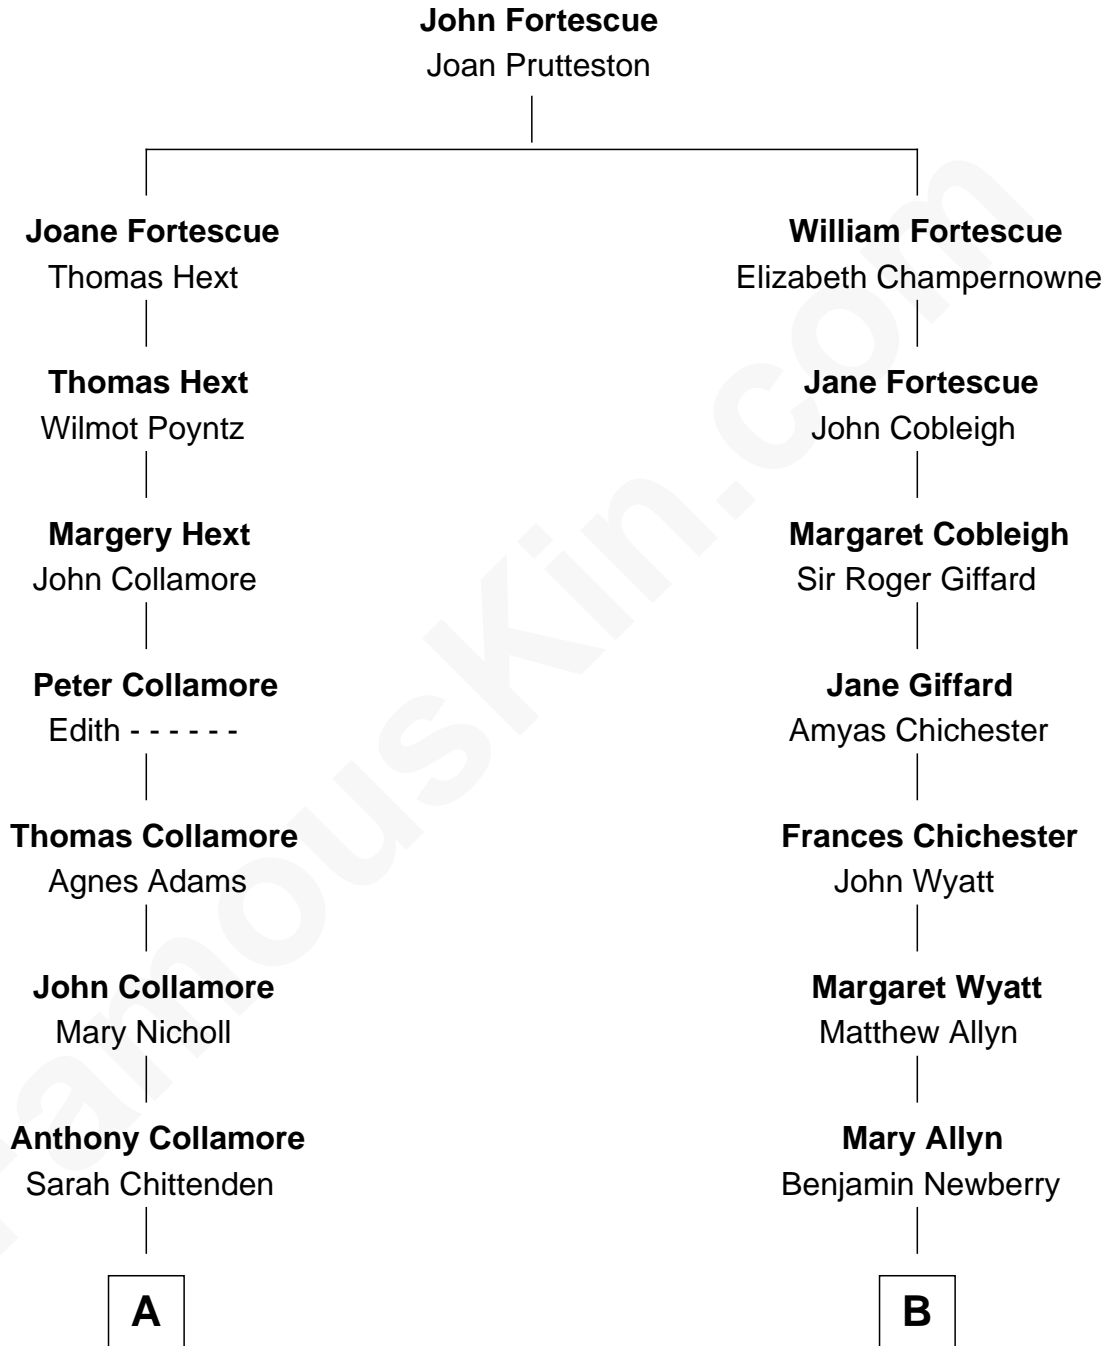 John Fortescue
Joan Prutteston
Joane Fortescue
Thomas Hext
William Fortescue
Elizabeth Champernowne
Thomas Hext
Wilmot Poyntz
Jane Fortescue
John Cobleigh
Margery Hext
John Collamore
Margaret Cobleigh
Sir Roger Giffard
Peter Collamore
Edith - - - - - -
Jane Giffard
Amyas Chichester
Thomas Collamore
Agnes Adams
Frances Chichester
John Wyatt
John Collamore
Mary Nicholl
Margaret Wyatt
Matthew Allyn
Anthony Collamore
Sarah Chittenden
Mary Allyn
Benjamin Newberry
A
B
FamousKin.com